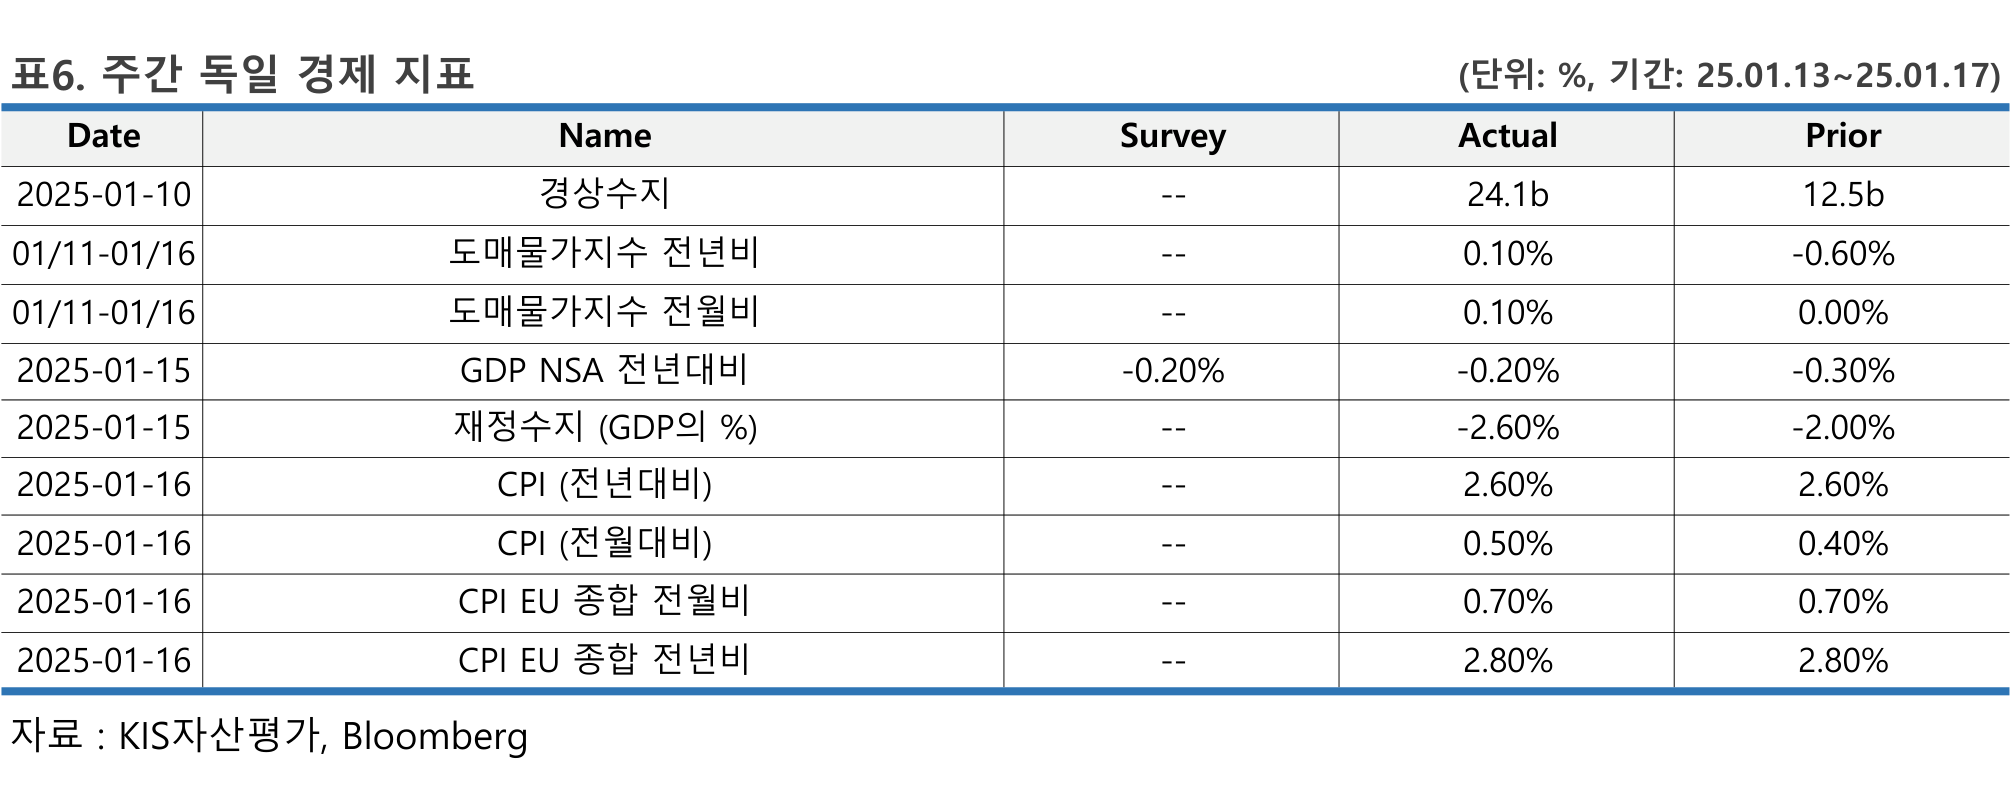 표6. 주간 독일 경제 지표 (단위: %, 기간: 25.01.13~25.01.17)
Date Name Survey Actual Prior
2025-01-10 경상수지 -- 24.1b 12.5b
01/11-01/16 도매물가지수 전년비 -- 0.10% -0.60%
01/11-01/16 도매물가지수 전월비 -- 0.10% 0.00%
2025-01-15 GDP NSA 전년대비 -0.20% -0.20% -0.30%
2025-01-15 재정수지 (GDP의 %) -- -2.60% -2.00%
2025-01-16 CPI (전년대비) -- 2.60% 2.60%
2025-01-16 CPI (전월대비) -- 0.50% 0.40%
2025-01-16 CPI EU 종합 전월비 -- 0.70% 0.70%
2025-01-16 CPI EU 종합 전년비 -- 2.80% 2.80%
자료 : KIS자산평가, Bloomberg